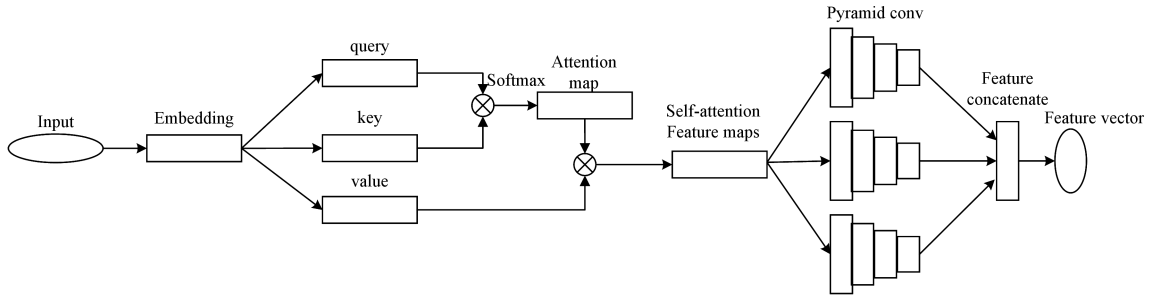 Input
Embedding
query
key
value
Softmax
Attention
map
Self-attention
Feature maps
Pyramid conv
Feature
concatenate
Feature vector